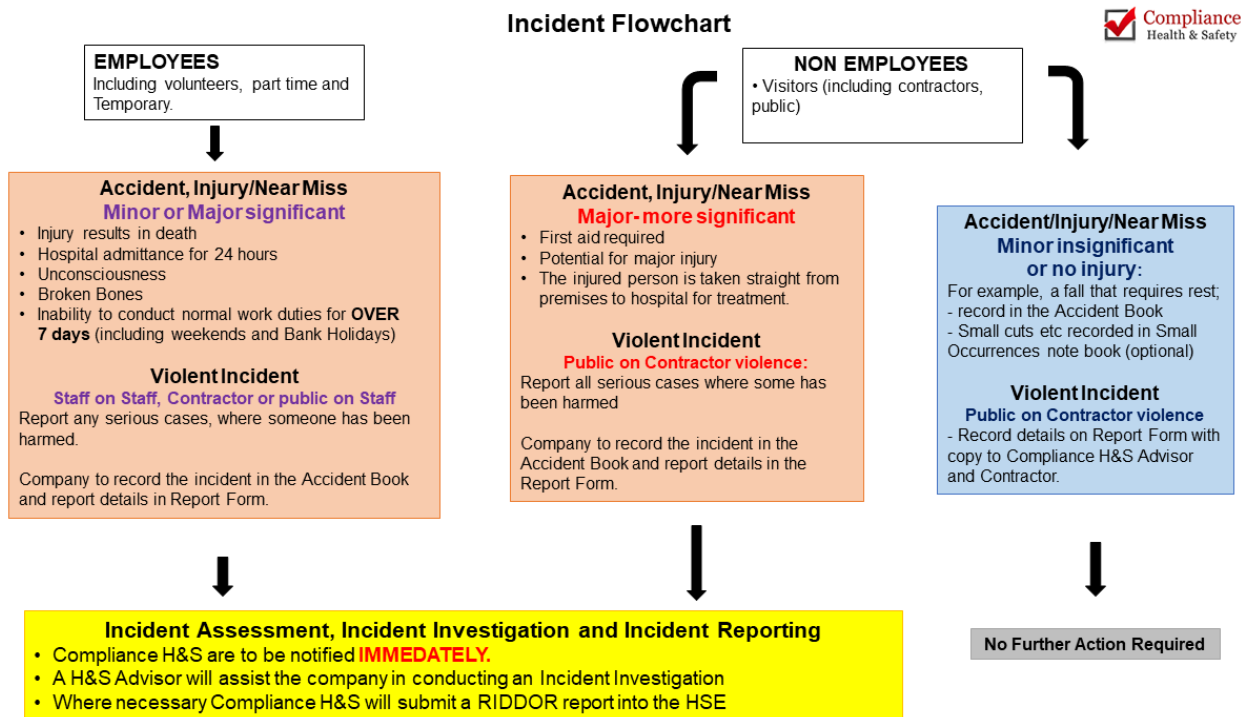 Incident Flowchart
Compliance
Health & Safety
EMPLOYEES
Including volunteers, part time and
Temporary.
NON EMPLOYEES
• Visitors (including contractors,
public)
Accident, Injury/Near Miss
Minor or Major significant
• Injury results in death
• Hospital admittance for 24 hours
• Unconsciousness
• Broken Bones
• Inability to conduct normal work duties for OVER
7 days (including weekends and Bank Holidays)
Violent Incident
Staff on Staff, Contractor or public on Staff
Report any serious cases, where someone has been
harmed.
Company to record the incident in the Accident Book
and report details in Report Form.
Accident, Injury/Near Miss
Major- more significant
• First aid required
• Potential for major injury
• The injured person is taken straight from
premises to hospital for treatment.
Violent Incident
Public on Contractor violence:
Report all serious cases where some has
been harmed
Company to record the incident in the
Accident Book and report details in the
Report Form.
Accident/Injury/Near Miss
Minor insignificant
or no injury:
For example, a fall that requires rest;
- record in the Accident Book
- Small cuts etc recorded in Small
Occurrences note book (optional)
Violent Incident
Public on Contractor violence
- Record details on Report Form with
copy to Compliance H&S Advisor
and Contractor.
Incident Assessment, Incident Investigation and Incident Reporting
• Compliance H&S are to be notified IMMEDATELY.
• A H&S Advisor will assist the company in conducting an Incident Investigation
• Where necessary Compliance H&S will submit a RIDDOR report into the HSE
No Further Action Required